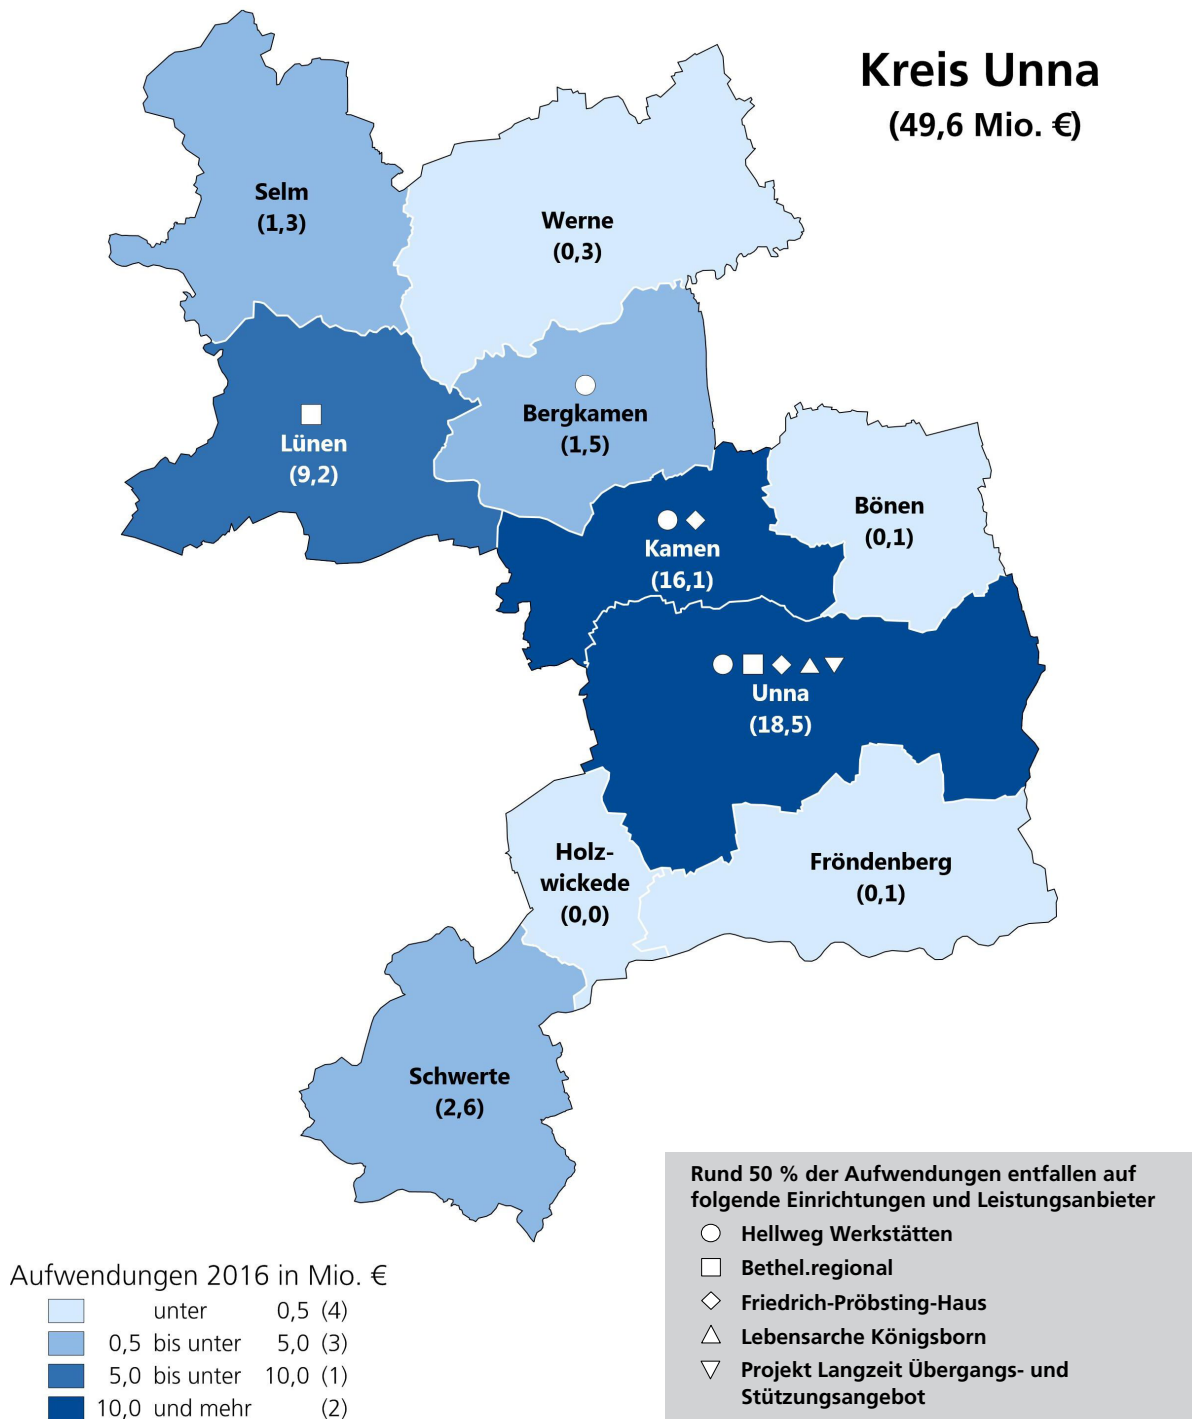 Kreis Unna
(49,6 Mio. €)
Selm
(1,3)
Werne
(0,3)
Bergkamen
(1,5)
Lünen
(9,2)
Bönen
(0,1)
Kamen
(16,1)
Unna
(18,5)
Holz-
wickede
(0,0)
Fröndenberg
(0,1)
Schwerte
(2,6)
Rund 50 % der Aufwendungen entfallen auf
folgende Einrichtungen und Leistungsanbieter
Hellweg Werkstätten
Bethel.regional
Friedrich-Pröbsting-Haus
Lebensarche Königsborn
Projekt Langzeit Übergangs- und
Stützungsangebot
Aufwendungen 2016 in Mio. €
unter 0,5 (4)
0,5 bis unter 5,0 (3)
5,0 bis unter 10,0 (1)
10,0 und mehr (2)